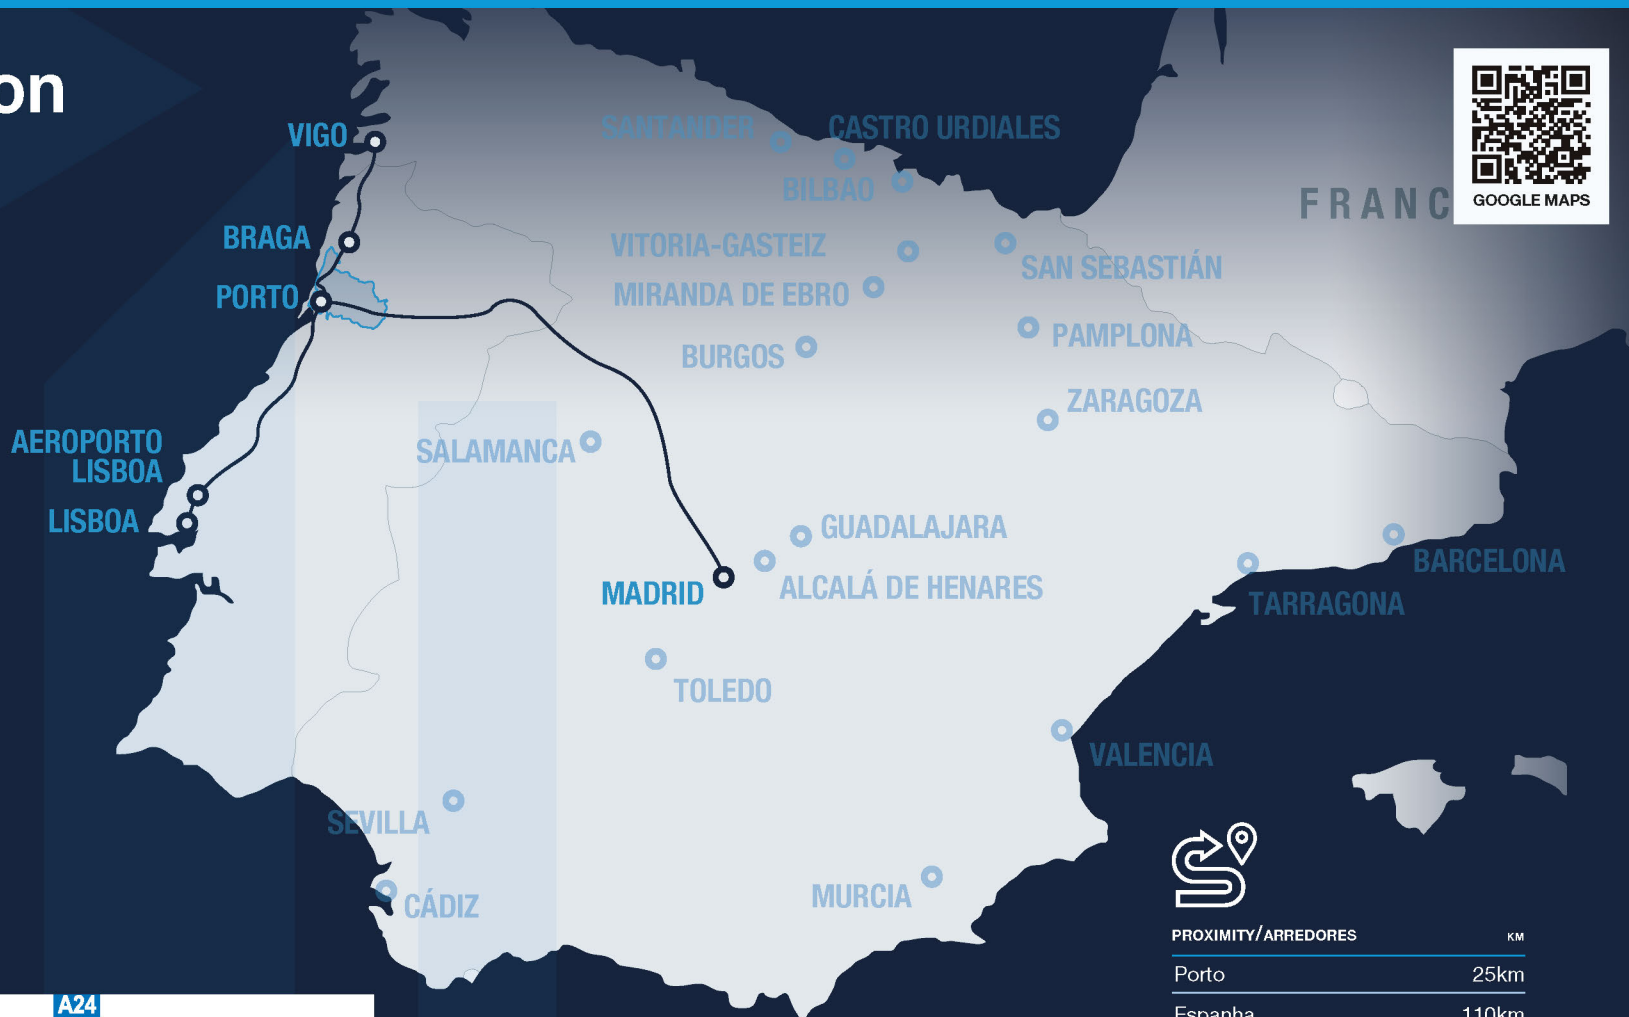 on
GOOGLE MAPS
VIGO
SANTANDER
CASTRO URDIALES
BILBAO
FRANC
BRAGA
VITORIA-GASTEIZ
SAN SEBASTIÁN
PORTO
MIRANDA DE EBRO
PAMPLONA
BURGOS
ZARAGOZA
AEROPORTO
LISBOA
SALAMANCA
LISBOA
GUADALAJARA
BARCELONA
MADRID
ALCALÁ DE HENARES
TARRAGONA
TOLEDO
VALENCIA
SEVILLA
MURCIA
CÁDIZ
PROXIMITY/ARREDORES KM
Porto 25km
Espanha 110km
A24